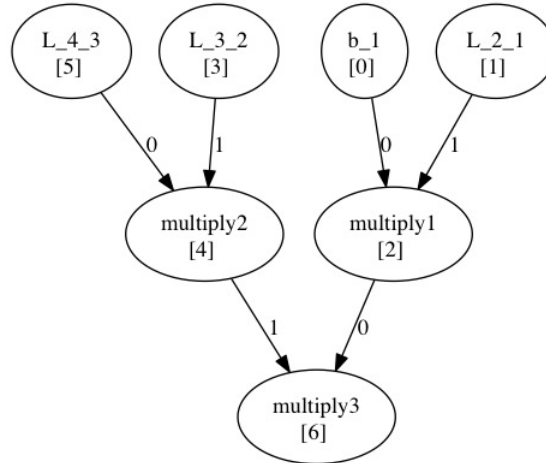 L_4_3
[5]
L_3_2
[3]
b_1
[0]
L_2_1
[1]
0
1
0
1
multiply2
[4]
multiply1
[2]
1
0
multiply3
[6]